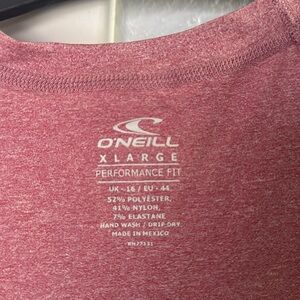 O'NEILL
XLARGE
PERFORMANCE FIT
UK - 16 / EU - 44
52% POLYESTER,
41% NYLON,
7% ELASTANE
HAND WASH / DRIP DRY
MADE IN MEXICO